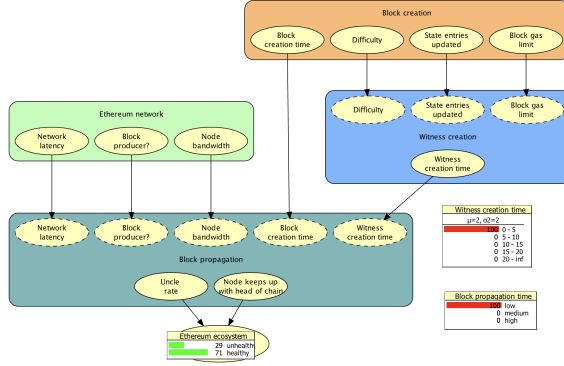 Block creation
Block
creation time
Difficulty
State entries
updated
Block gas
limit
Ethereum network
Network
latency
Block
producer?
Node
bandwidth
Difficulty
State entries
updated
Block gas
limit
Witness creation
Witness
creation time
Network
latency
Block
producer?
Node
bandwidth
Block
creation time
Witness
creation time
Block propagation
Uncle
rate
Node keeps up
with head of chain
Ethereum ecosystem
29 unhealthy
71 healthy
Witness creation time
μ=2, σ2=2
100 0 - 5
0 5 - 10
0 10 - 15
0 15 - 20
0 20 - inf
Block propagation time
100 low
0 medium
0 high